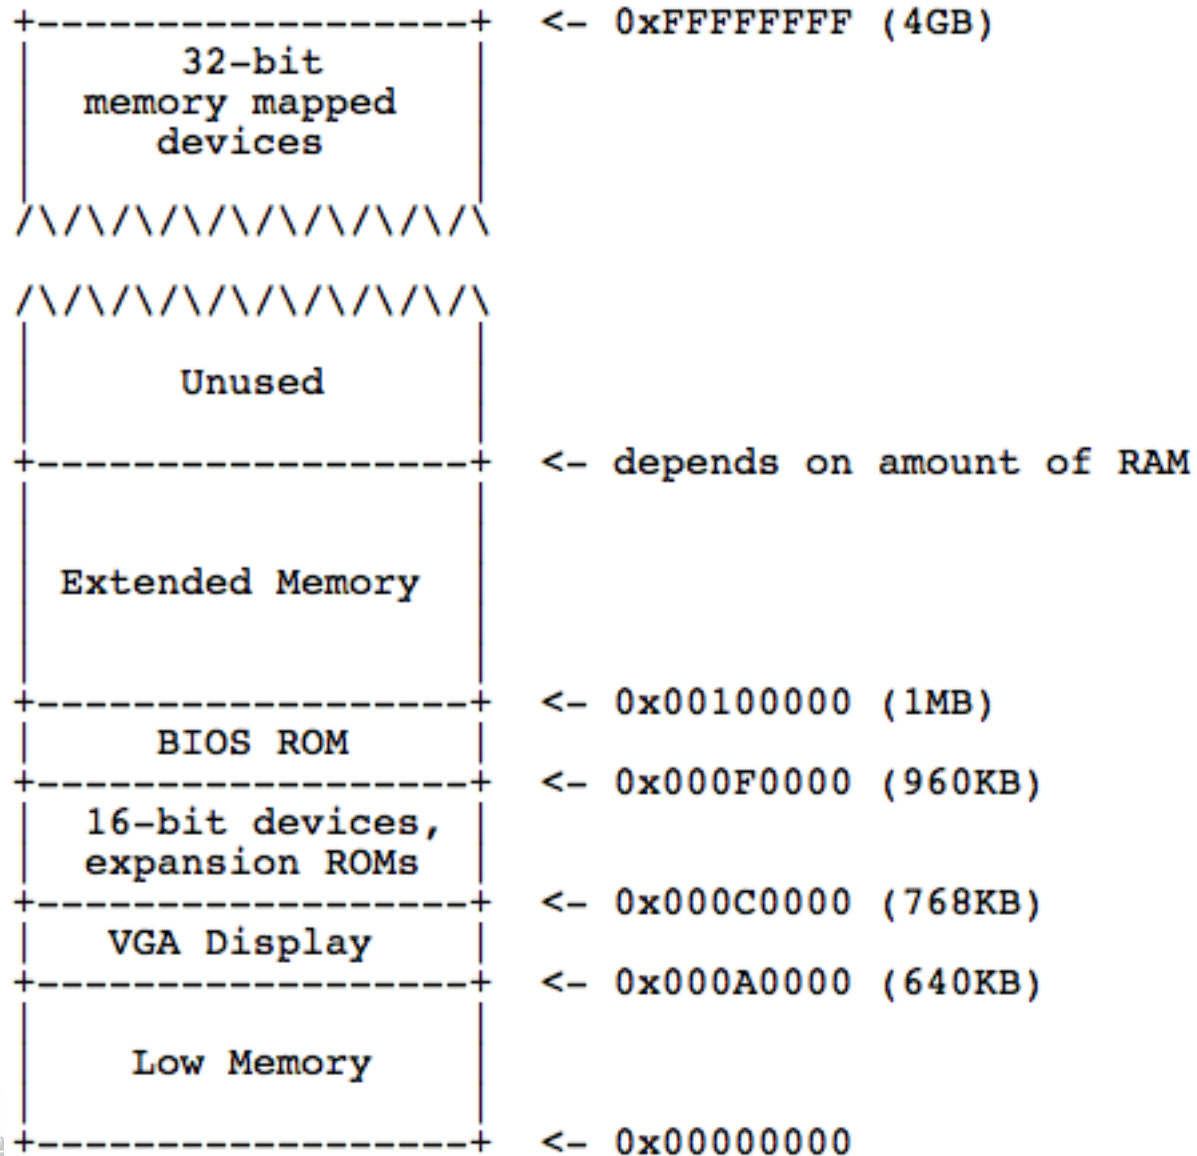 +------------------+  <- 0xFFFFFFFF (4GB)
|      32-bit      |
|  memory mapped   |
|     devices      |
|                  |
/\/\/\/\/\/\/\/\/\/\

/\/\/\/\/\/\/\/\/\/\
|                  |
|      Unused      |
|                  |
+------------------+  <- depends on amount of RAM
|                  |
|                  |
| Extended Memory  |
|                  |
|                  |
+------------------+  <- 0x00100000 (1MB)
|     BIOS ROM     |
+------------------+  <- 0x000F0000 (960KB)
|  16-bit devices, |
|  expansion ROMs  |
+------------------+  <- 0x000C0000 (768KB)
|   VGA Display    |
+------------------+  <- 0x000A0000 (640KB)
|                  |
|    Low Memory    |
|                  |
+------------------+  <- 0x00000000